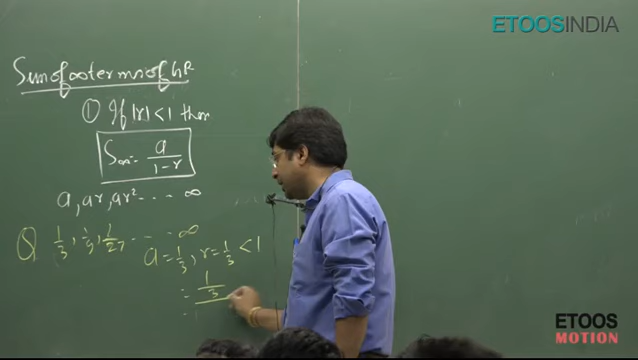 ETOOSINDIA
Sum of ∞ terms of GP
① If |r| < 1 then
S∞ = a/(1-r)
a, ar, ar² --- ∞
Q 1/3, 1/9, 1/27, --- ∞
a = 1/3, r = 1/3 < 1
= 1/3
=
ETOOS
MOTION